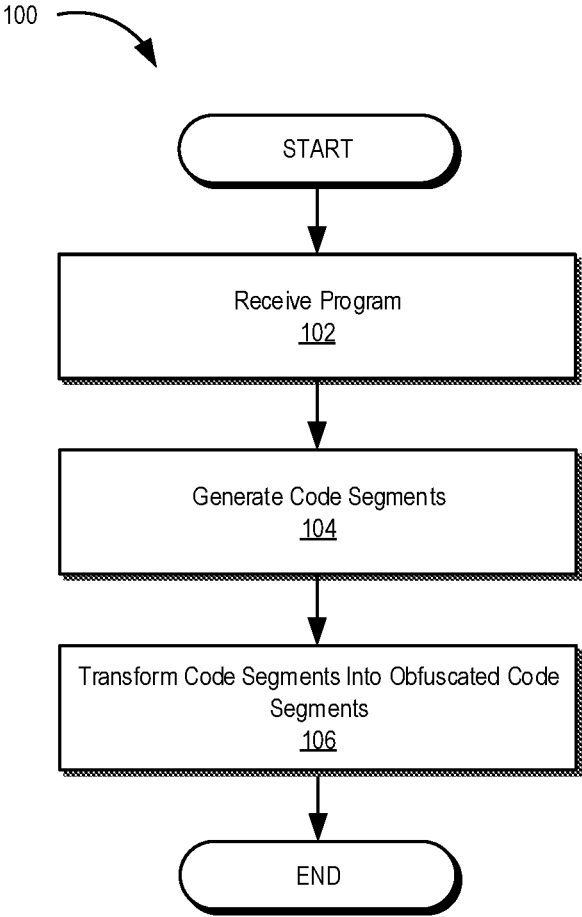 100
START
Receive Program
102
Generate Code Segments
104
Transform Code Segments Into Obfuscated Code
Segments
106
END